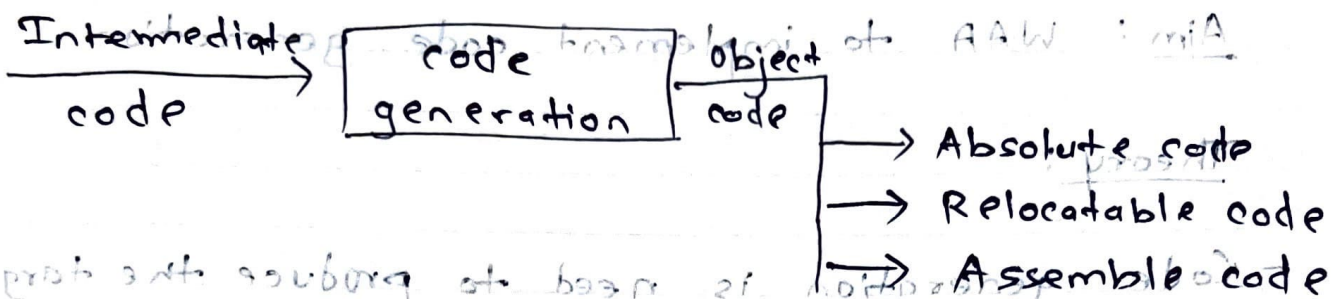 Intermediate
code
code
generation
object
code
Absolute code
Relocatable code
Assemble code